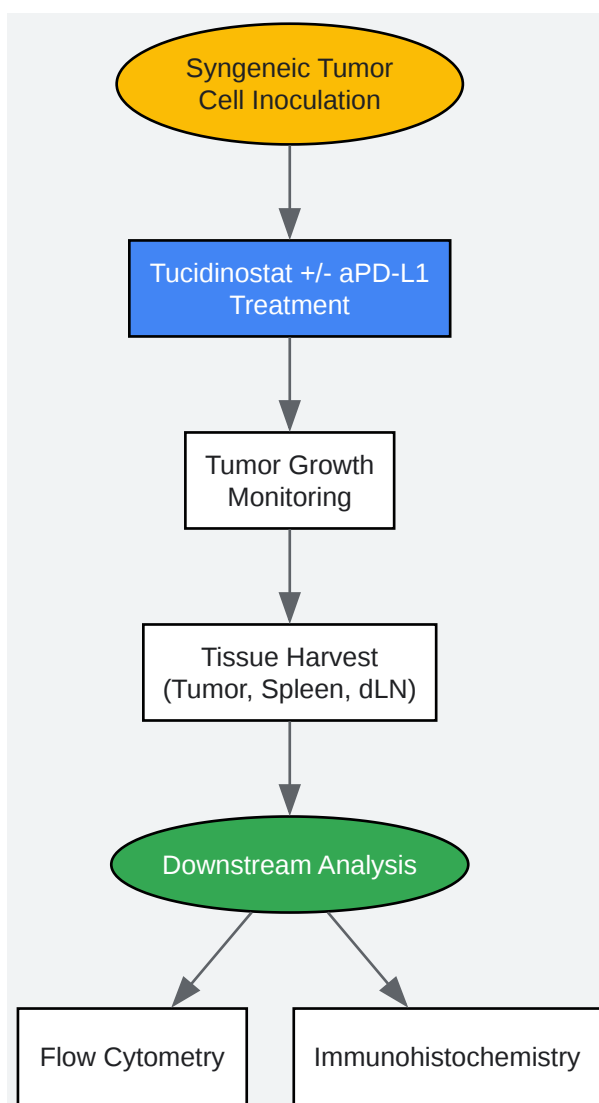 Syngeneic Tumor
Cell Inoculation
Tucidinostat +/- aPD-L1
Treatment
Tumor Growth
Monitoring
Tissue Harvest
(Tumor, Spleen, dLN)
Downstream Analysis
Flow Cytometry
Immunohistochemistry